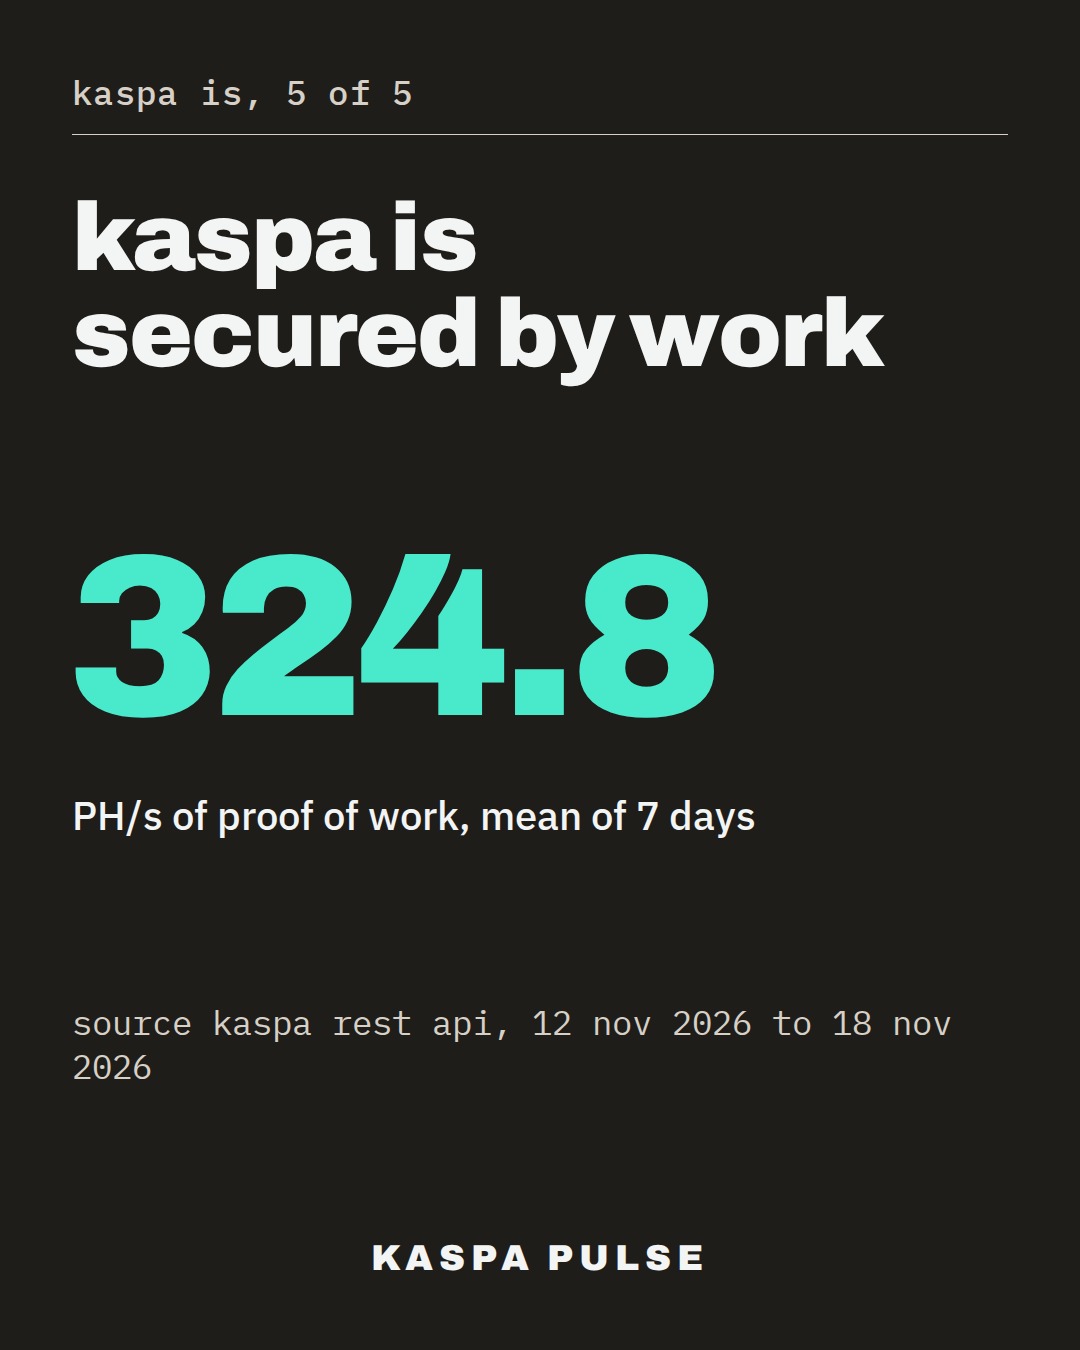 kaspa is, 5 of 5
kaspa is
secured by work
324.8
PH/s of proof of work, mean of 7 days
source kaspa rest api, 12 nov 2026 to 18 nov
2026
KASPA PULSE